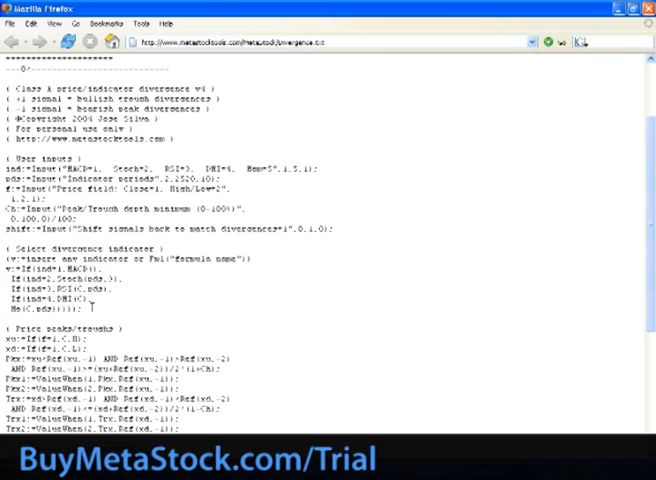 Mozilla Firefox
File Edit View Go Bookmarks Tools Help
http://www.metastocktools.com/MetaStock/Divergence.txt
=====================
---8<--------------------------
( Class A price/indicator divergence v4 )
( +1 signal = bullish trough divergences )
( -1 signal = bearish peak divergences )
( ©Copyright 2004 Jose Silva )
( For personal use only )
( http://www.metastocktools.com )
( User inputs )
ind:=Input("MACD=1, Stoch=2, RSI=3, DMI=4, Mom=5",1,5,1);
pds:=Input("Indicator periods",2,2520,10);
f:=Input("Price field: Close=1, High/Low=2",
1,2,1);
Ch:=Input("Peak/Trough depth minimum (0~100%)",
0,100,0)/100;
shift:=Input("Shift signals back to match divergences=1",0,1,0);
( Select divergence indicator )
(v:=insert any indicator or Fml("formula name"))
v:=If(ind=1,MACD(),
If(ind=2,Stoch(pds,3),
If(ind=3,RSI(C,pds),
If(ind=4,DMI(C),
Mo(C,pds)))));
( Price peaks/troughs )
xu:=If(f=1,C,H);
xd:=If(f=1,C,L);
Pkx:=xu<Ref(xu,-1) AND Ref(xu,-1)>Ref(xu,-2)
AND Ref(xu,-1)>=(xu+Ref(xu,-2))/2*(1+Ch);
Pkx1:=ValueWhen(1,Pkx,Ref(xu,-1));
Pkx2:=ValueWhen(2,Pkx,Ref(xu,-1));
Trx:=xd>Ref(xd,-1) AND Ref(xd,-1)<Ref(xd,-2)
AND Ref(xd,-1)<=(xd+Ref(xd,-2))/2*(1-Ch);
Trx1:=ValueWhen(1,Trx,Ref(xd,-1));
Trx2:=ValueWhen(2,Trx,Ref(xd,-1));
BuyMetaStock.com/Trial